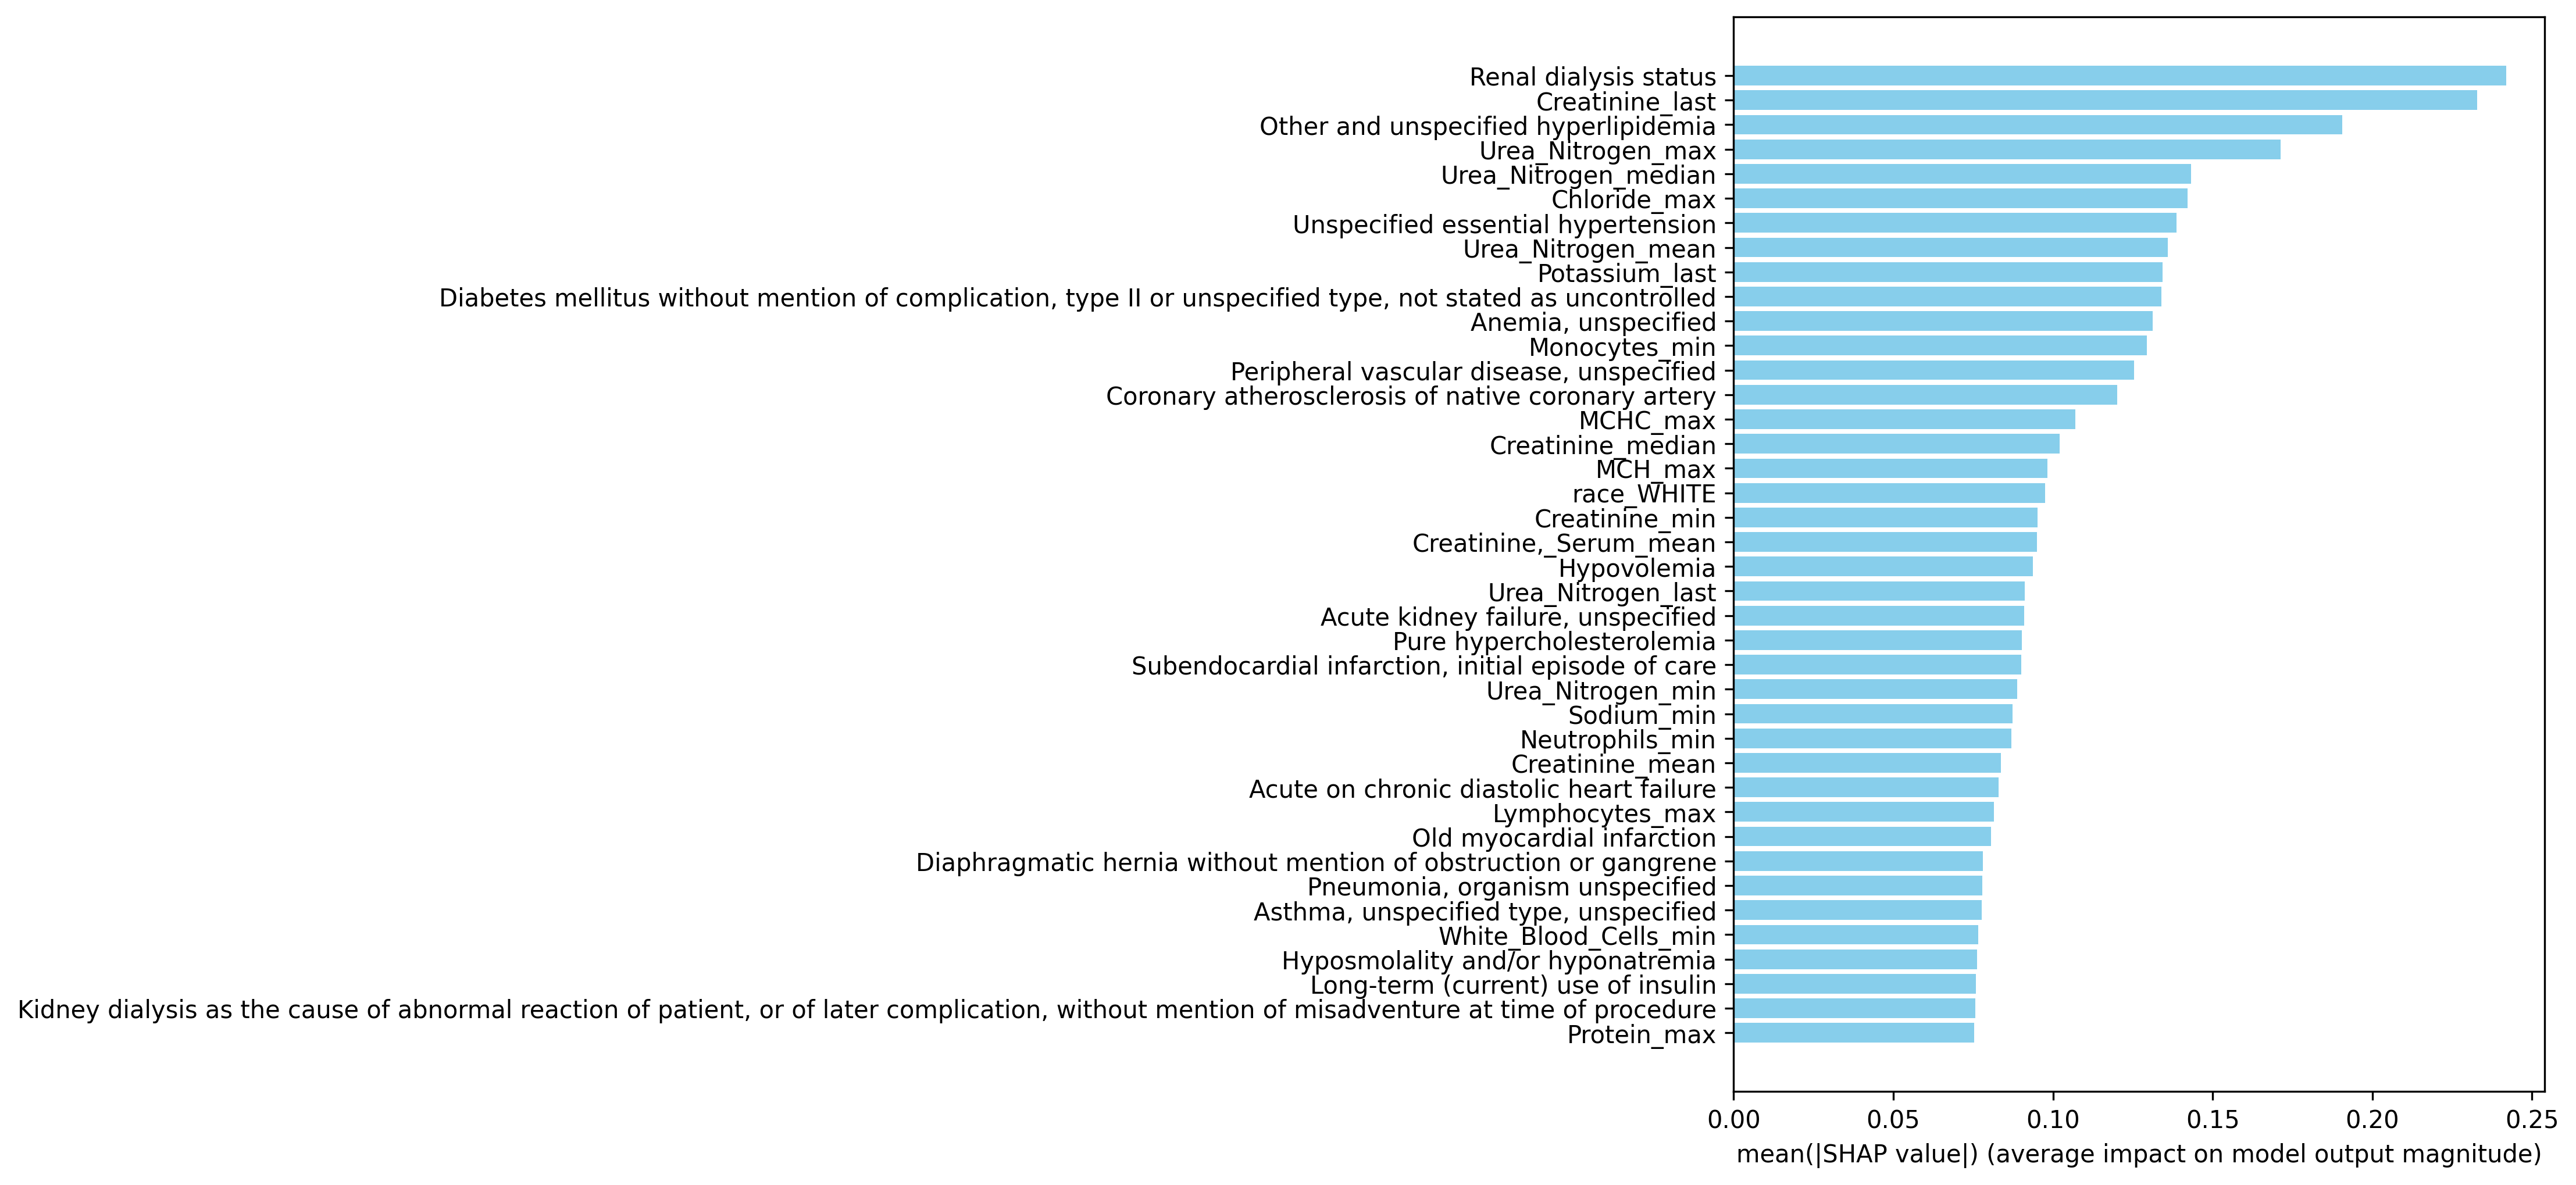 Renal dialysis status
Creatinine_last
Other and unspecified hyperlipidemia
Urea_Nitrogen_max
Urea_Nitrogen_median
Chloride_max
Unspecified essential hypertension
Urea_Nitrogen_mean
Potassium_last
Diabetes mellitus without mention of complication, type II or unspecified type, not stated as uncontrolled
Anemia, unspecified
Monocytes_min
Peripheral vascular disease, unspecified
Coronary atherosclerosis of native coronary artery
MCHC_max
Creatinine_median
MCH_max
race_WHITE
Creatinine_min
Creatinine,_Serum_mean
Hypovolemia
Urea_Nitrogen_last
Acute kidney failure, unspecified
Pure hypercholesterolemia
Subendocardial infarction, initial episode of care
Urea_Nitrogen_min
Sodium_min
Neutrophils_min
Creatinine_mean
Acute on chronic diastolic heart failure
Lymphocytes_max
Old myocardial infarction
Diaphragmatic hernia without mention of obstruction or gangrene
Pneumonia, organism unspecified
Asthma, unspecified type, unspecified
White_Blood_Cells_min
Hyposmolality and/or hyponatremia
Long-term (current) use of insulin
Kidney dialysis as the cause of abnormal reaction of patient, or of later complication, without mention of misadventure at time of procedure
Protein_max
0.00 0.05 0.10 0.15 0.20 0.25
mean(|SHAP value|) (average impact on model output magnitude)